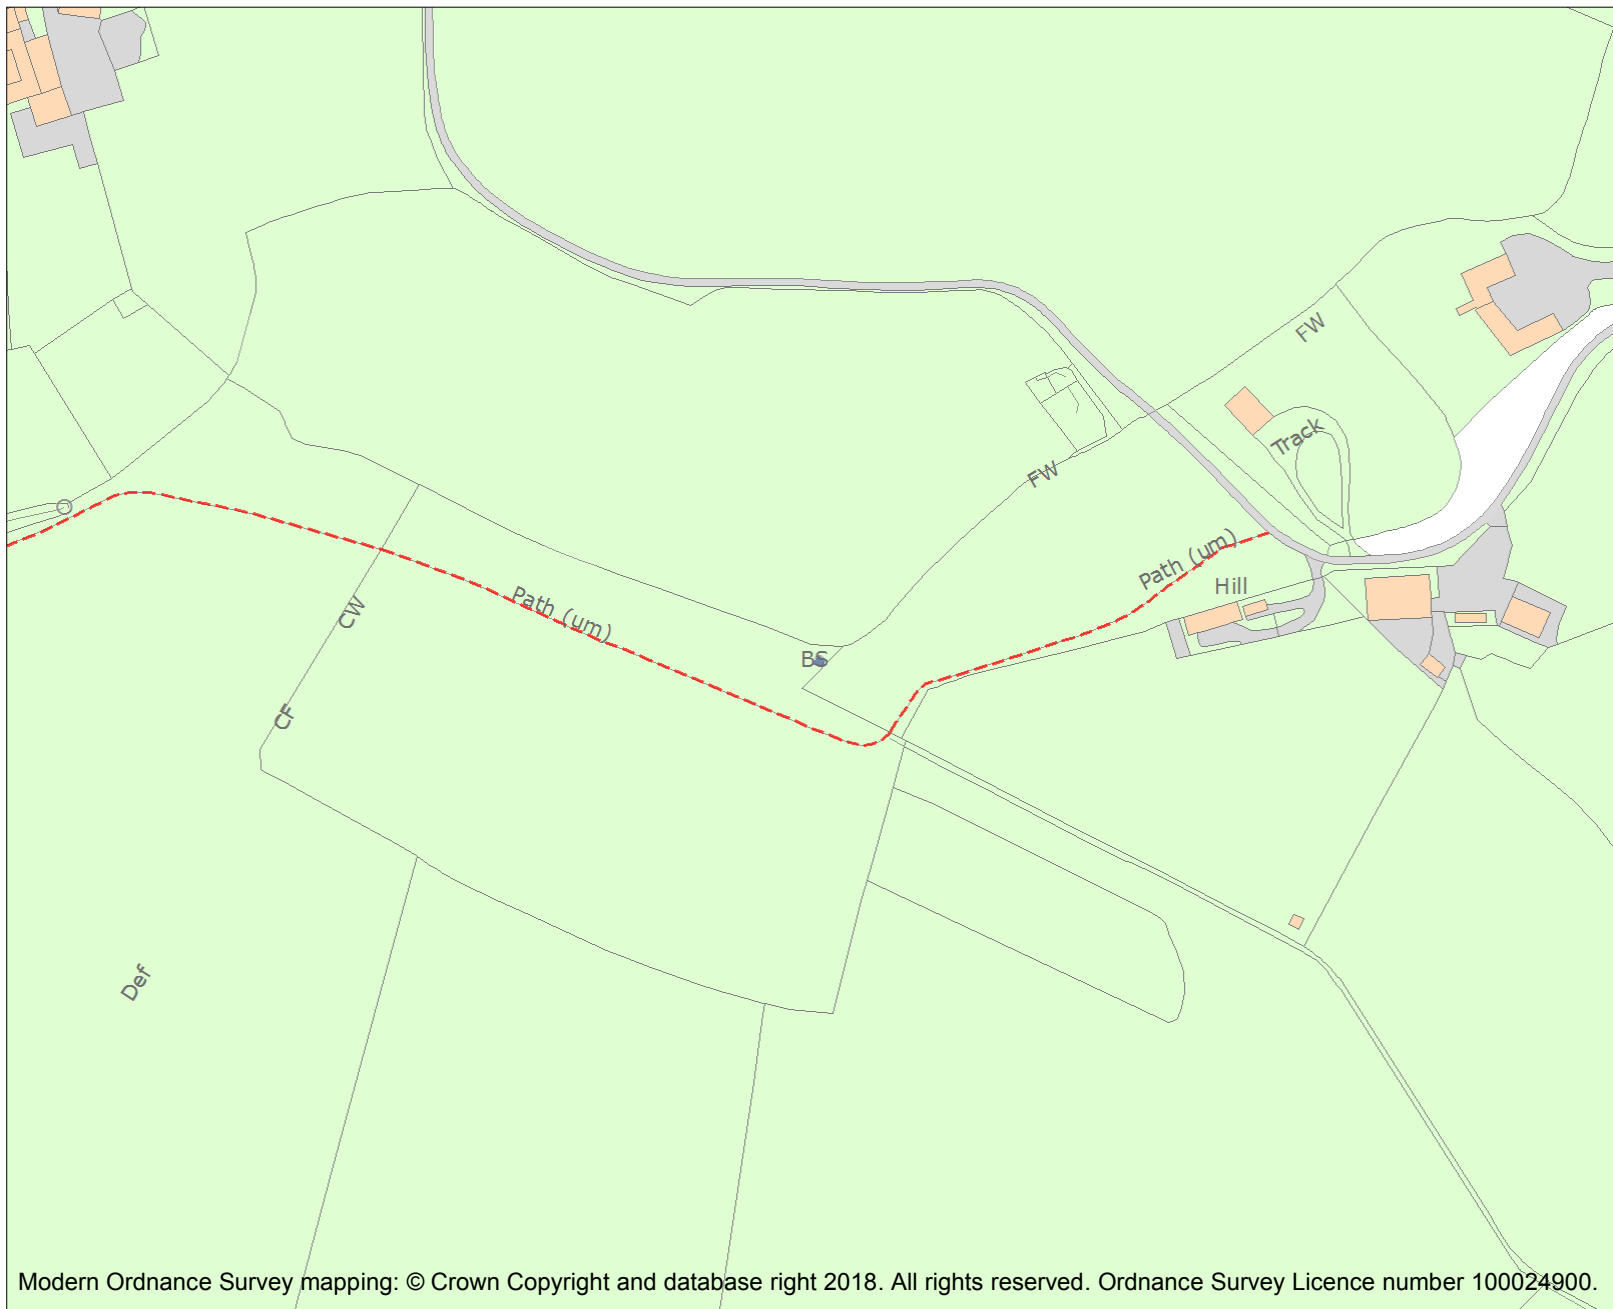 FW
Track
FW
Path (um)
Hill
Path (um)
CW
BS
CF
Def
Modern Ordnance Survey mapping: © Crown Copyright and database right 2018. All rights reserved. Ordnance Survey Licence number 100024900.